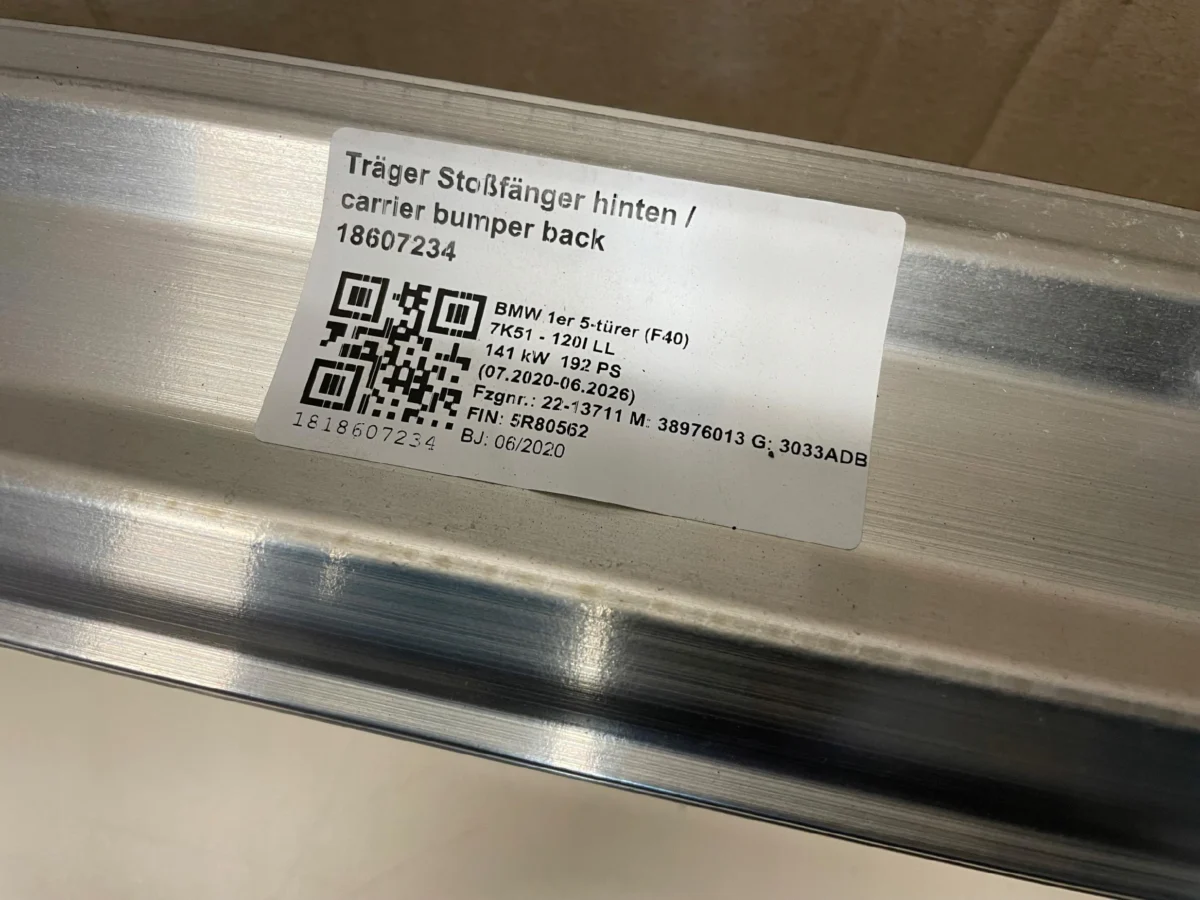 Träger Stoßfänger hinten /
carrier bumper back
18607234
BMW 1er 5-türer (F40)
7K51 - 120I LL
141 kW 192 PS
(07.2020-06.2026)
Fzgnr.: 22-13711 M: 38976013 G: 3033ADB
FIN: 5R80562
BJ: 06/2020
1818607234